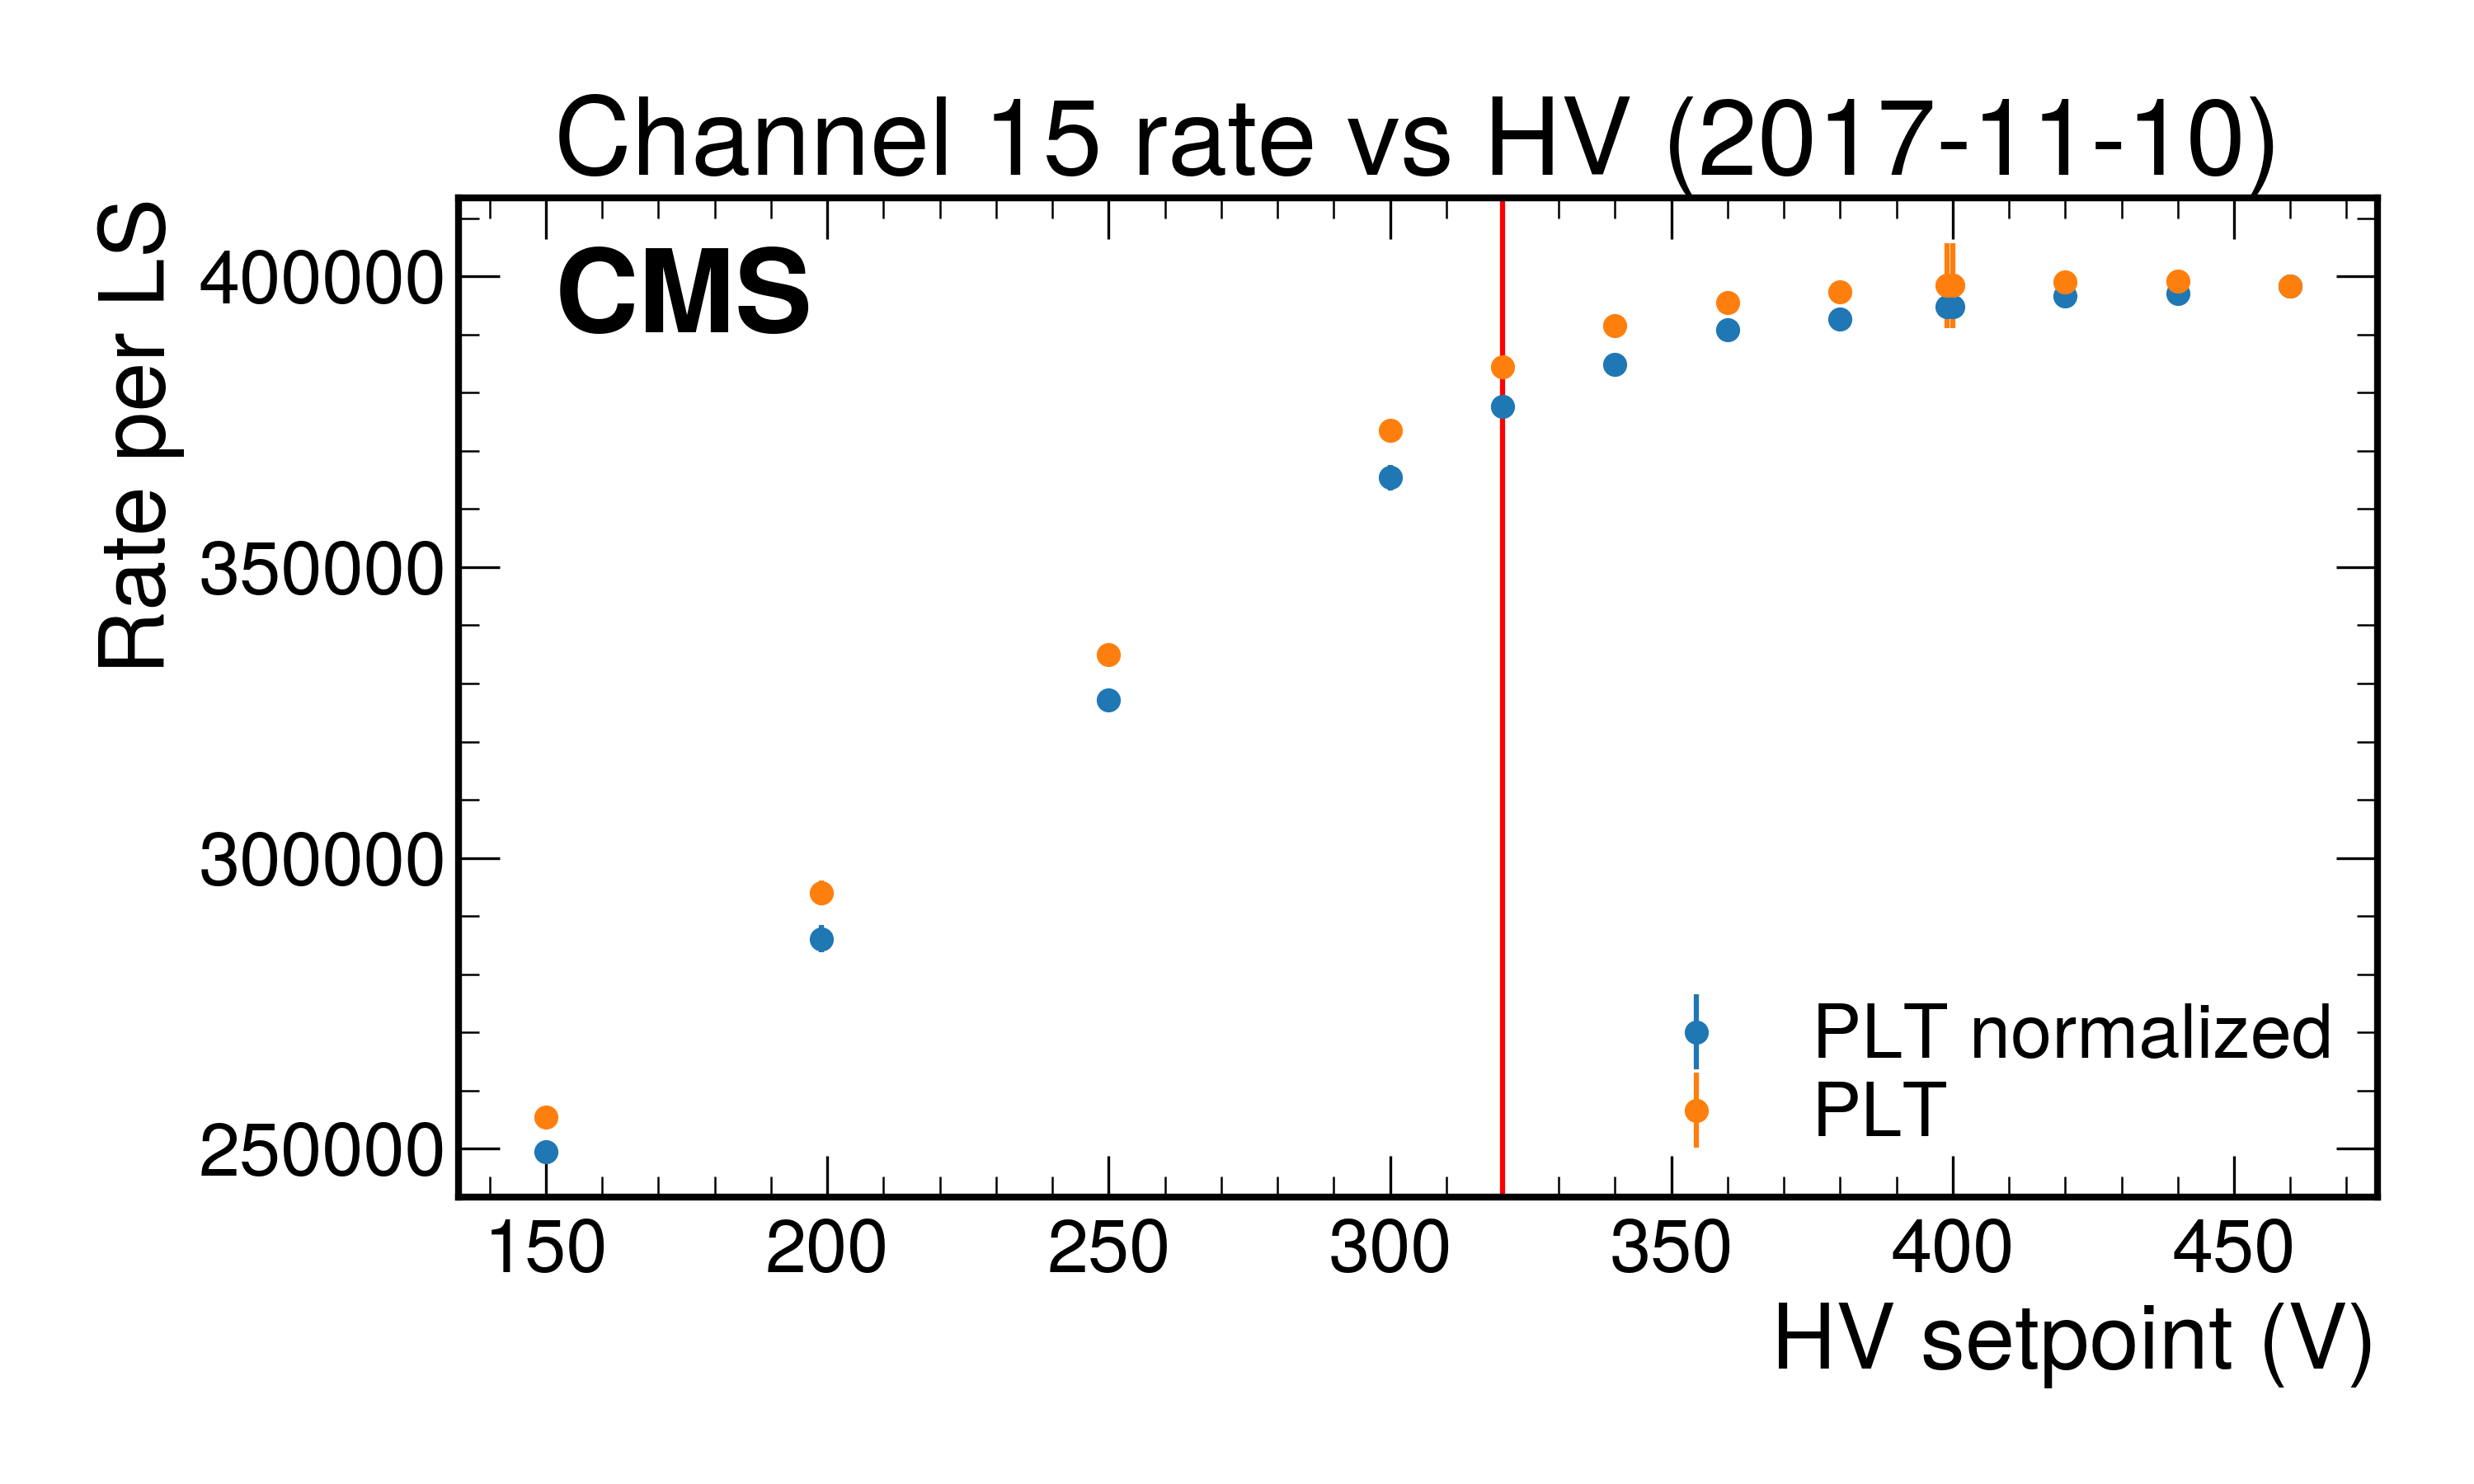 Channel 15 rate vs HV (2017-11-10)
CMS
Rate per LS
400000
350000
300000
250000
PLT normalized
PLT
150 200 250 300 350 400 450
HV setpoint (V)